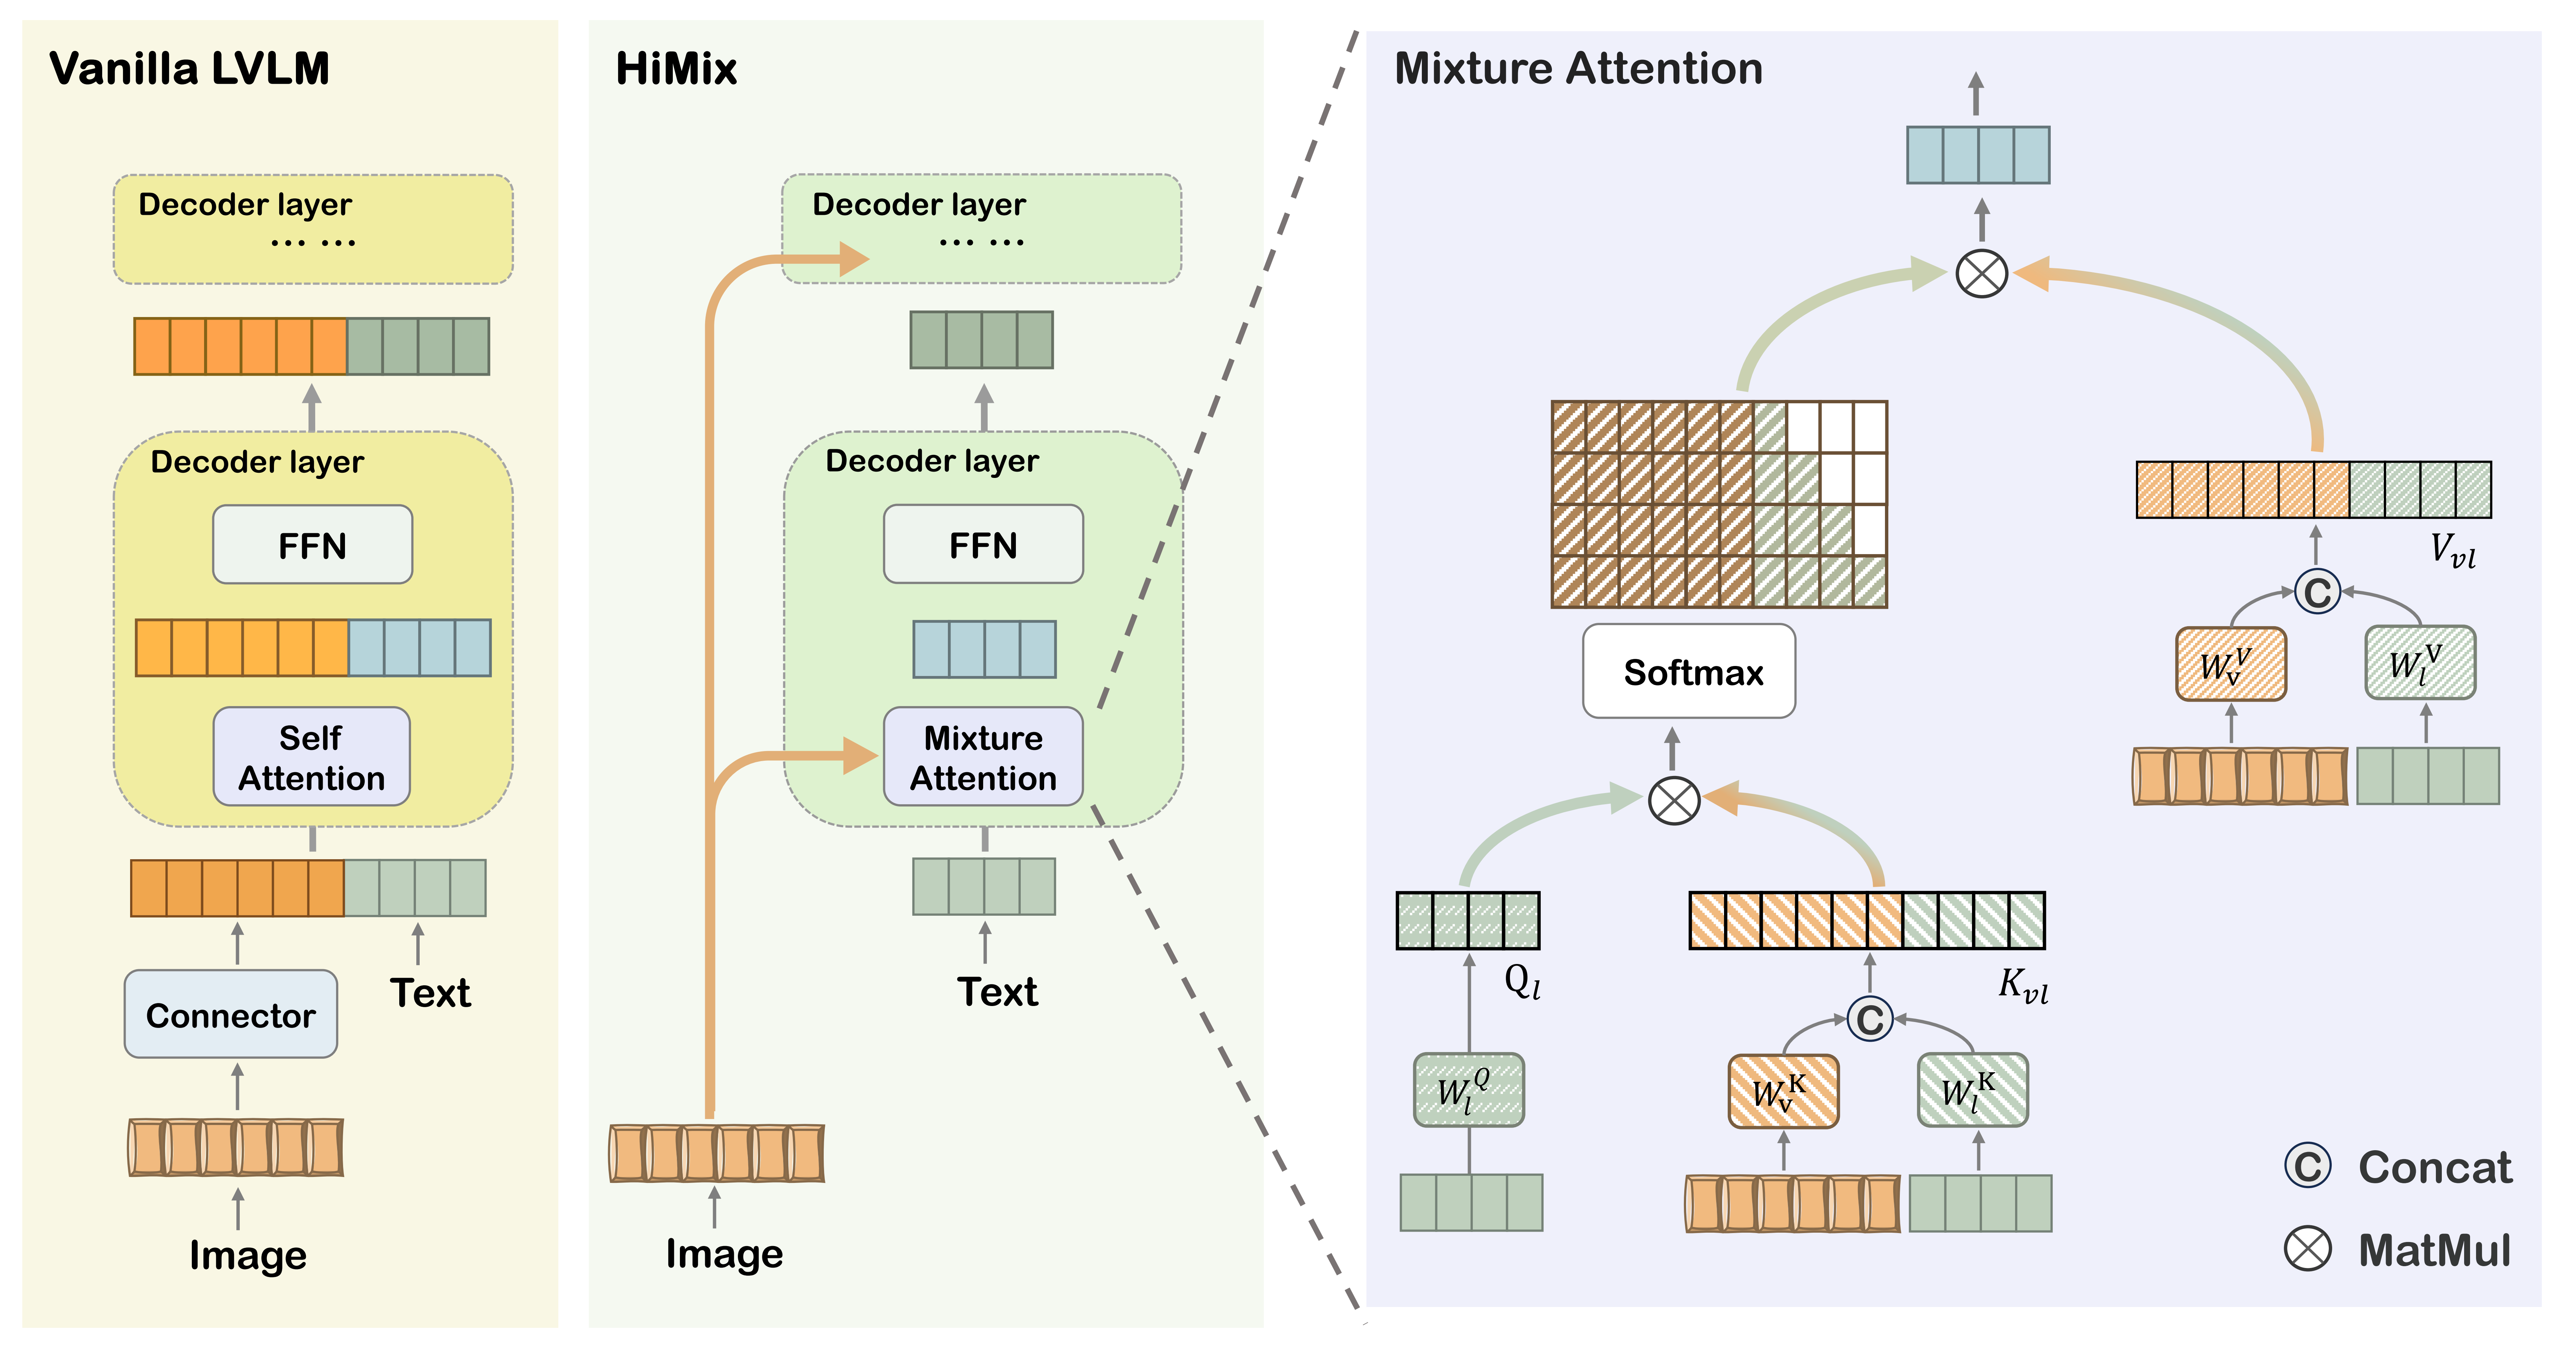 Vanilla LVLM
Decoder layer
... ...
Decoder layer
FFN
Self
Attention
Connector
Text
Image
HiMix
Decoder layer
... ...
Decoder layer
FFN
Mixture
Attention
Text
Image
Mixture Attention
V_{vl}
C
W_v^V
W_l^V
Softmax
Q_l
K_{vl}
C
W_l^Q
W_v^K
W_l^K
C Concat
MatMul